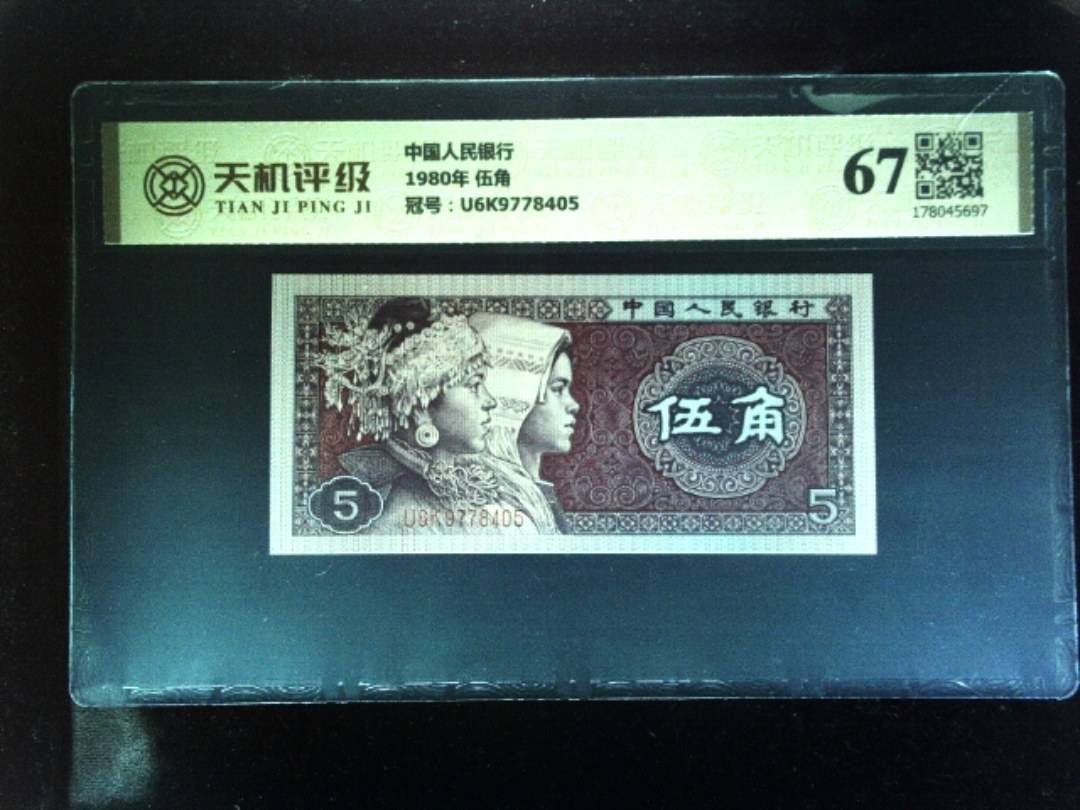 天机评级
TIAN JI PING JI
中国人民银行
1980年 伍角
冠号：U6K9778405
67
178045697
中国人民银行
伍角
5
U6K9778405
5